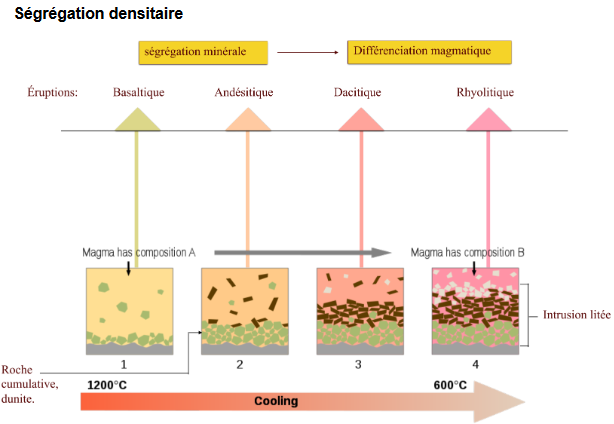 Ségrégation densitaire
ségrégation minérale
Différenciation magmatique
Éruptions:
Basaltique
Andésitique
Dacitique
Rhyolitique
Magma has composition A
Magma has composition B
Intrusion litée
1
2
3
4
Roche
cumulative,
dunite.
1200°C
600°C
Cooling